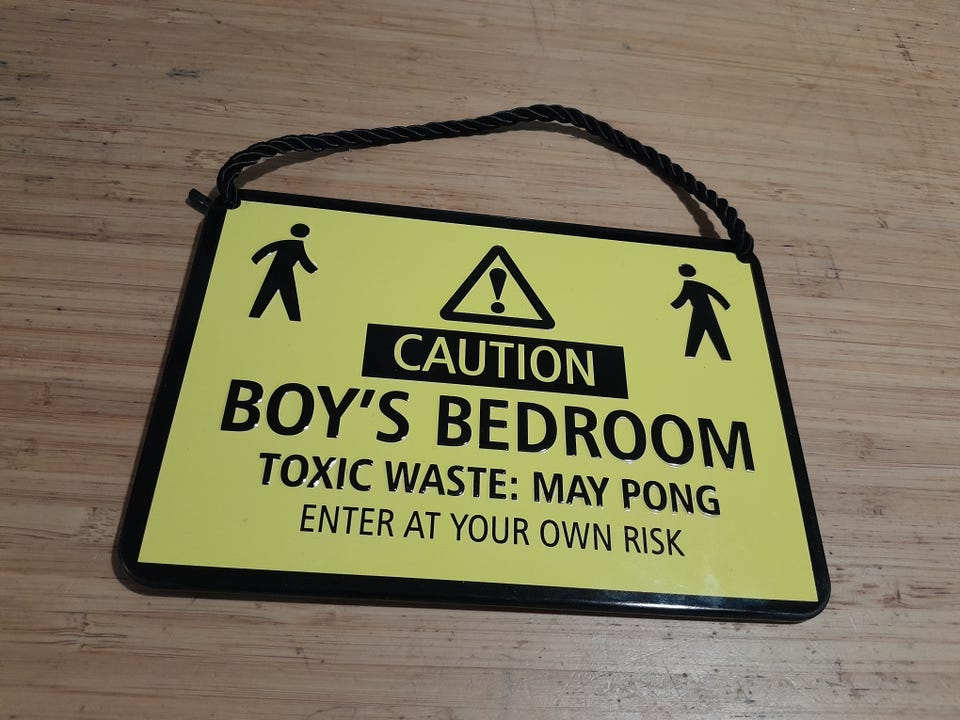 CAUTION
BOY'S BEDROOM
TOXIC WASTE: MAY PONG
ENTER AT YOUR OWN RISK